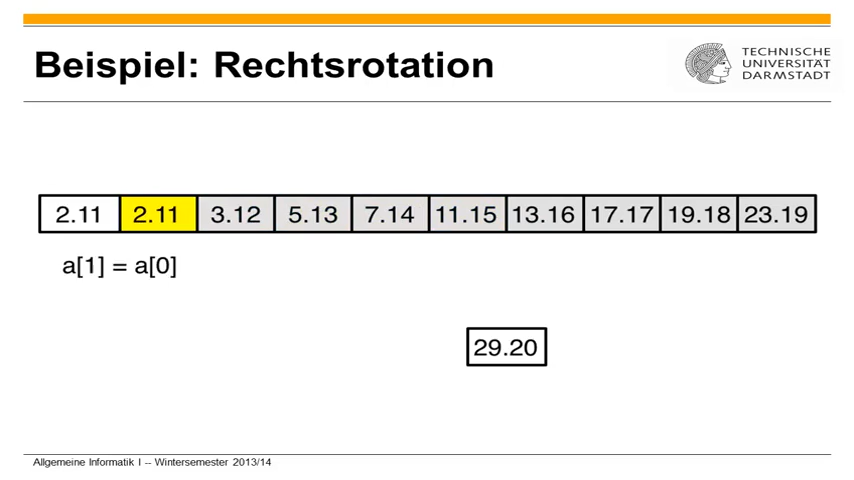 Beispiel: Rechtsrotation
TECHNISCHE
UNIVERSITÄT
DARMSTADT
2.11 2.11 3.12 5.13 7.14 11.15 13.16 17.17 19.18 23.19
a[1] = a[0]
29.20
Allgemeine Informatik I -- Wintersemester 2013/14